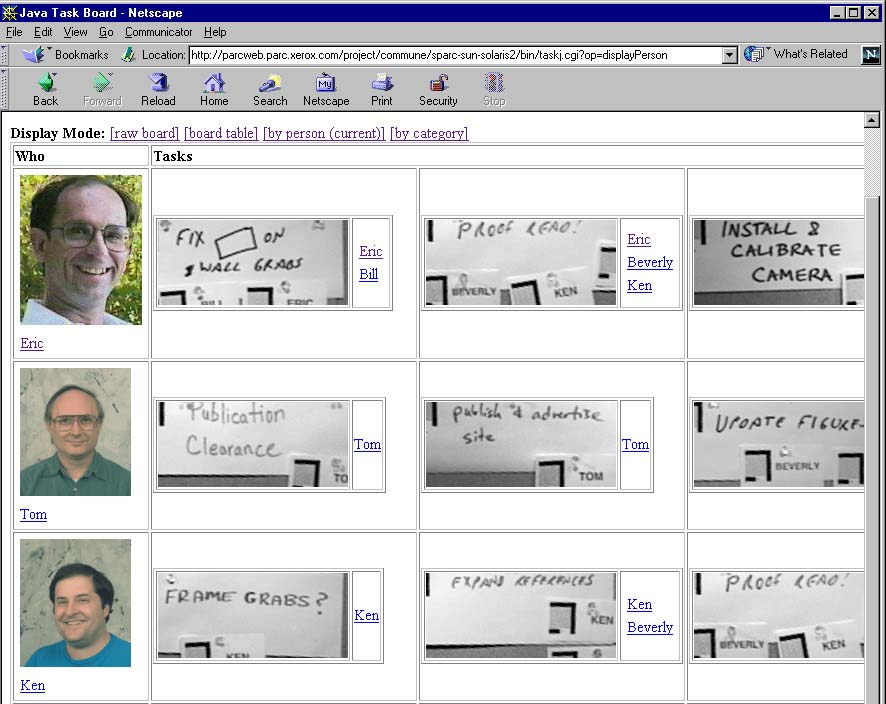 Java Task Board - Netscape
File Edit View Go Communicator Help
Bookmarks Location: http://parcweb.parc.xerox.com/project/commune/sparc-sun-solaris2/bin/taskj.cgi?op=displayPerson What's Related N
My
Back Forward Reload Home Search Netscape Print Security Stop
Display Mode: [raw board] [board table] [by person (current)] [by category]
Who Tasks
FIX ON
WALL GRABS
BILL ERIC
Eric
Bill
PROOF READ!
BEVERLY KEN
Eric
Beverly
Ken
INSTALL &
CALIBRATE
CAMERA
Eric
Publication
Clearance
TO
Tom
publish & advertise
site
TOM
Tom
UPDATE FIGURE
BEVERLY
Tom
FRAME GRABS?
KEN
Ken
EXPAND REFERENCES
KEN
Ken
Beverly
PROOF READ!
BEVERLY KEN
Ken